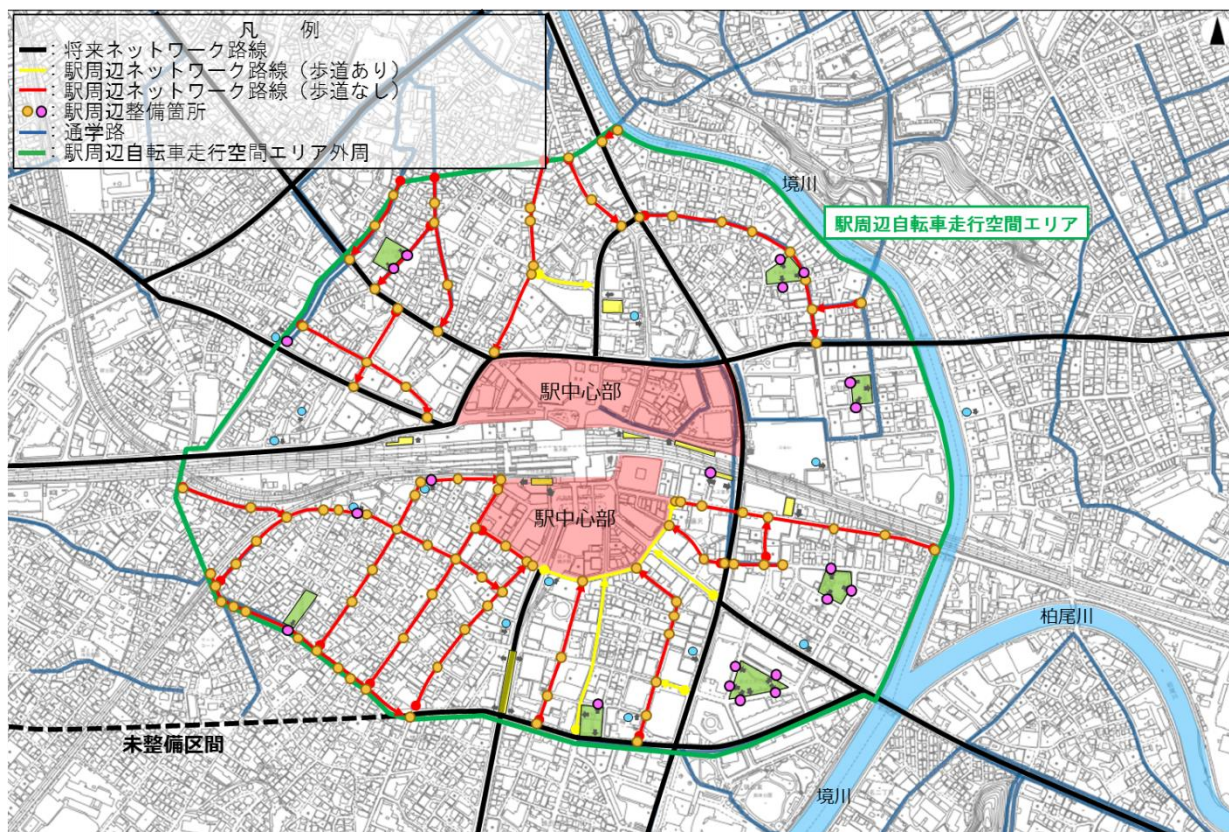 凡　例
：将来ネットワーク路線
：駅周辺ネットワーク路線（歩道あり）
：駅周辺ネットワーク路線（歩道なし）
：駅周辺整備箇所
：通学路
：駅周辺自転車走行空間エリア外周
境川
駅周辺自転車走行空間エリア
駅中心部
駅中心部
柏尾川
未整備区間
境川